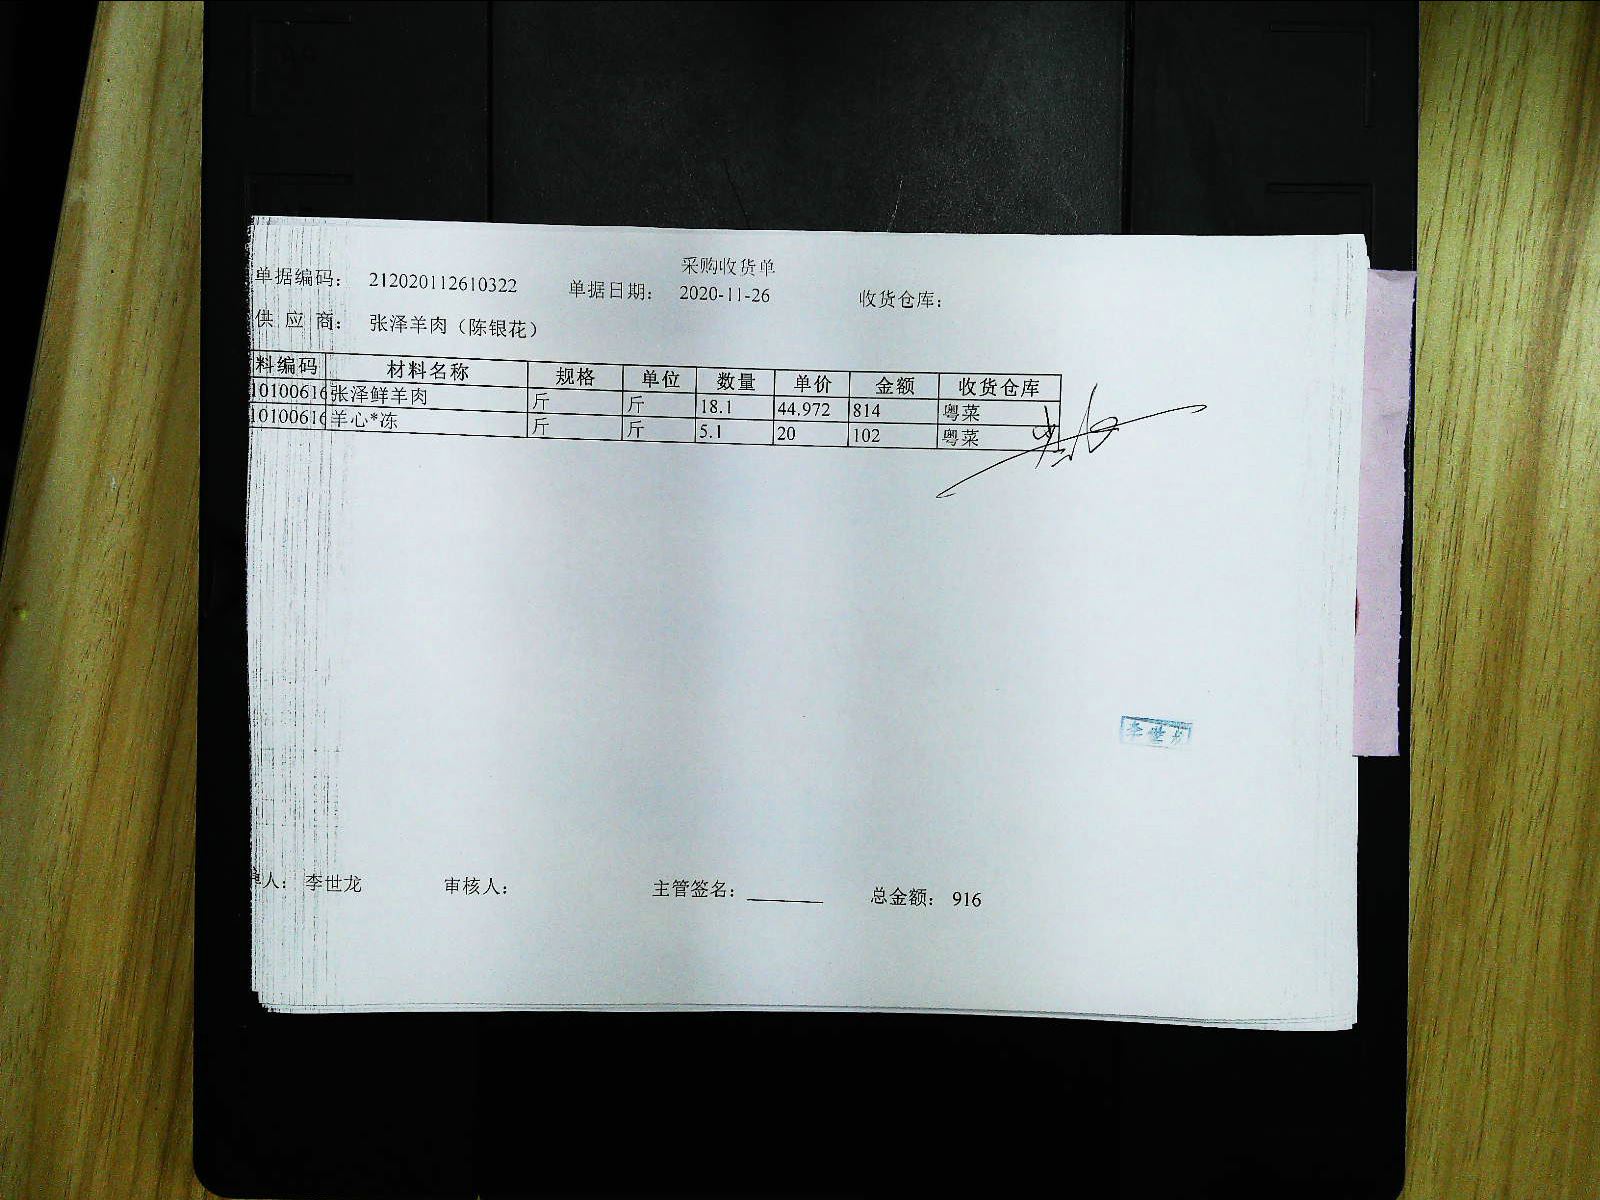 采购收货单
单据编码： 212020112610322 单据日期： 2020-11-26 收货仓库：
供 应 商： 张泽羊肉（陈银花）
料编码 材料名称 规格 单位 数量 单价 金额 收货仓库
10100616 张泽鲜羊肉 斤 斤 18.1 44.972 814 粤菜
10100616 羊心*冻 斤 斤 5.1 20 102 粤菜
李世龙
人： 李世龙 审核人： 主管签名： 总金额： 916